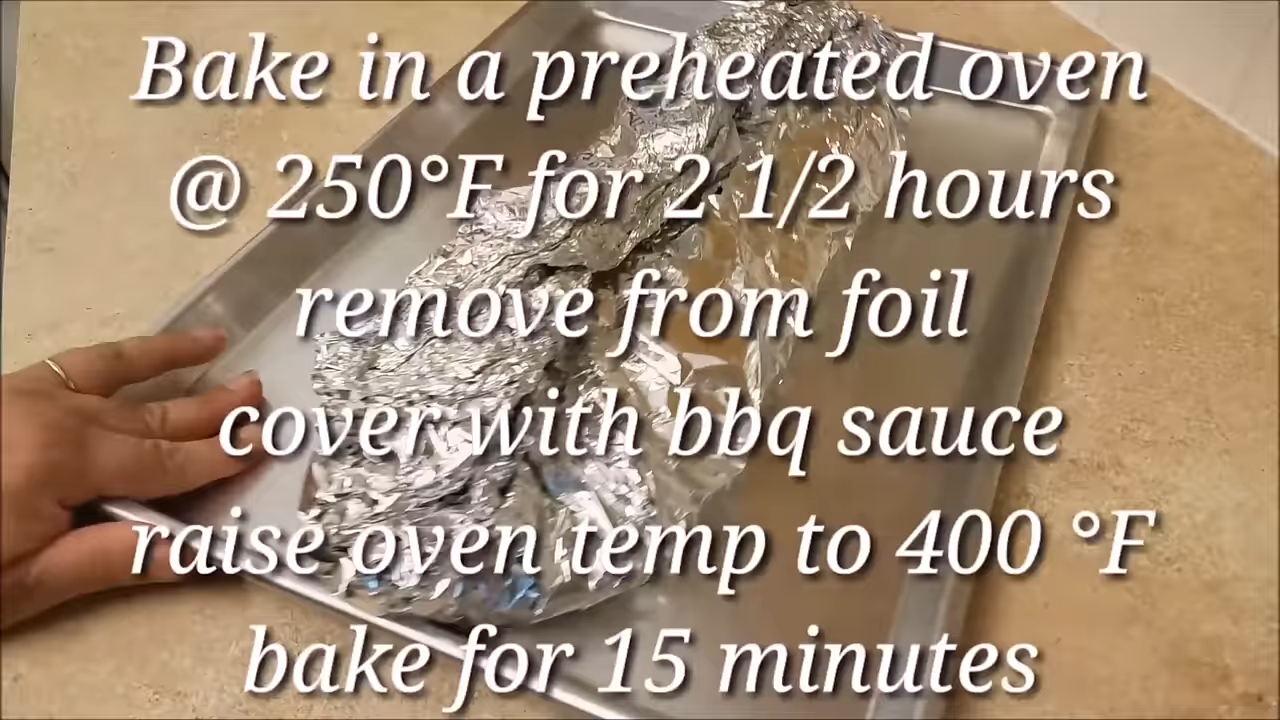 Bake in a preheated oven
@ 250°F for 2 1/2 hours
remove from foil
cover with bbq sauce
raise oven temp to 400 °F
bake for 15 minutes